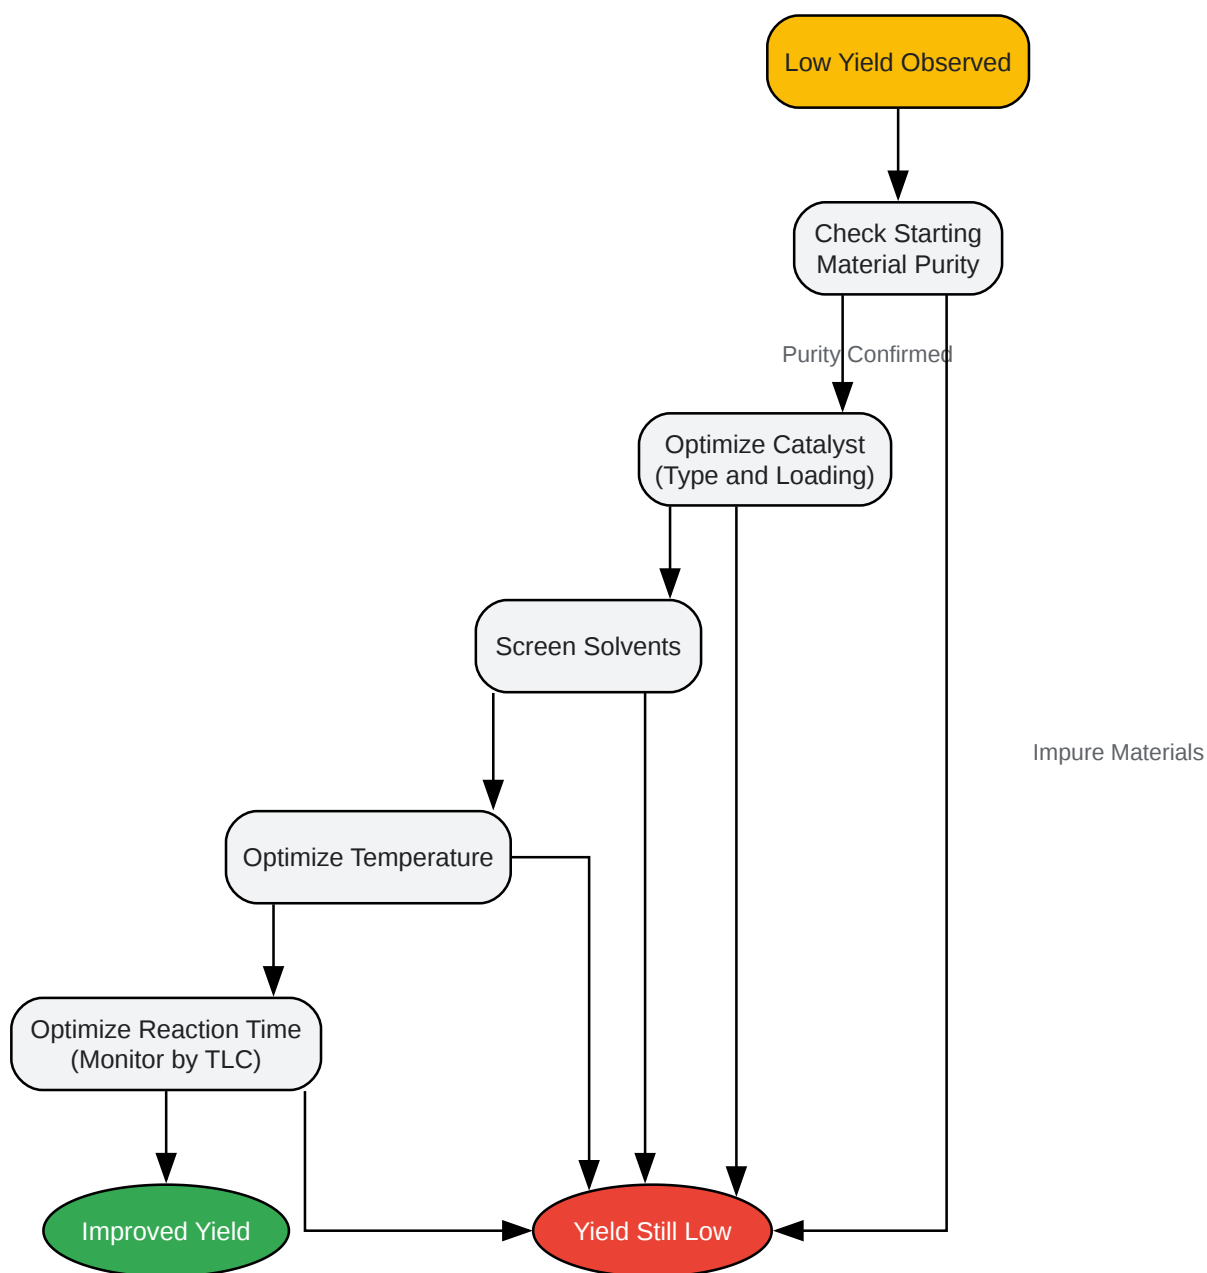 Low Yield Observed
Check Starting
Material Purity
Purity Confirmed
Optimize Catalyst
(Type and Loading)
Screen Solvents
Impure Materials
Optimize Temperature
Optimize Reaction Time
(Monitor by TLC)
Improved Yield
Yield Still Low